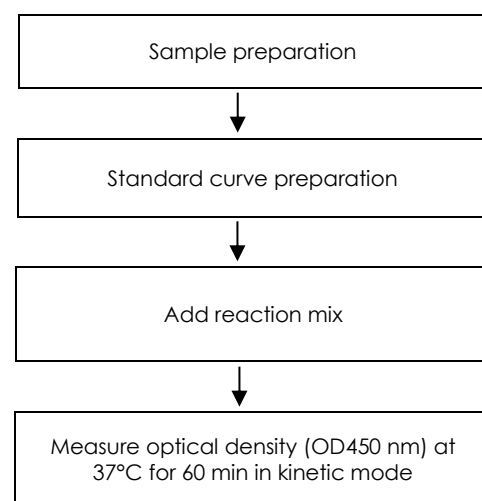 Sample preparation
Standard curve preparation
Add reaction mix
Measure optical density (OD450 nm) at
37°C for 60 min in kinetic mode